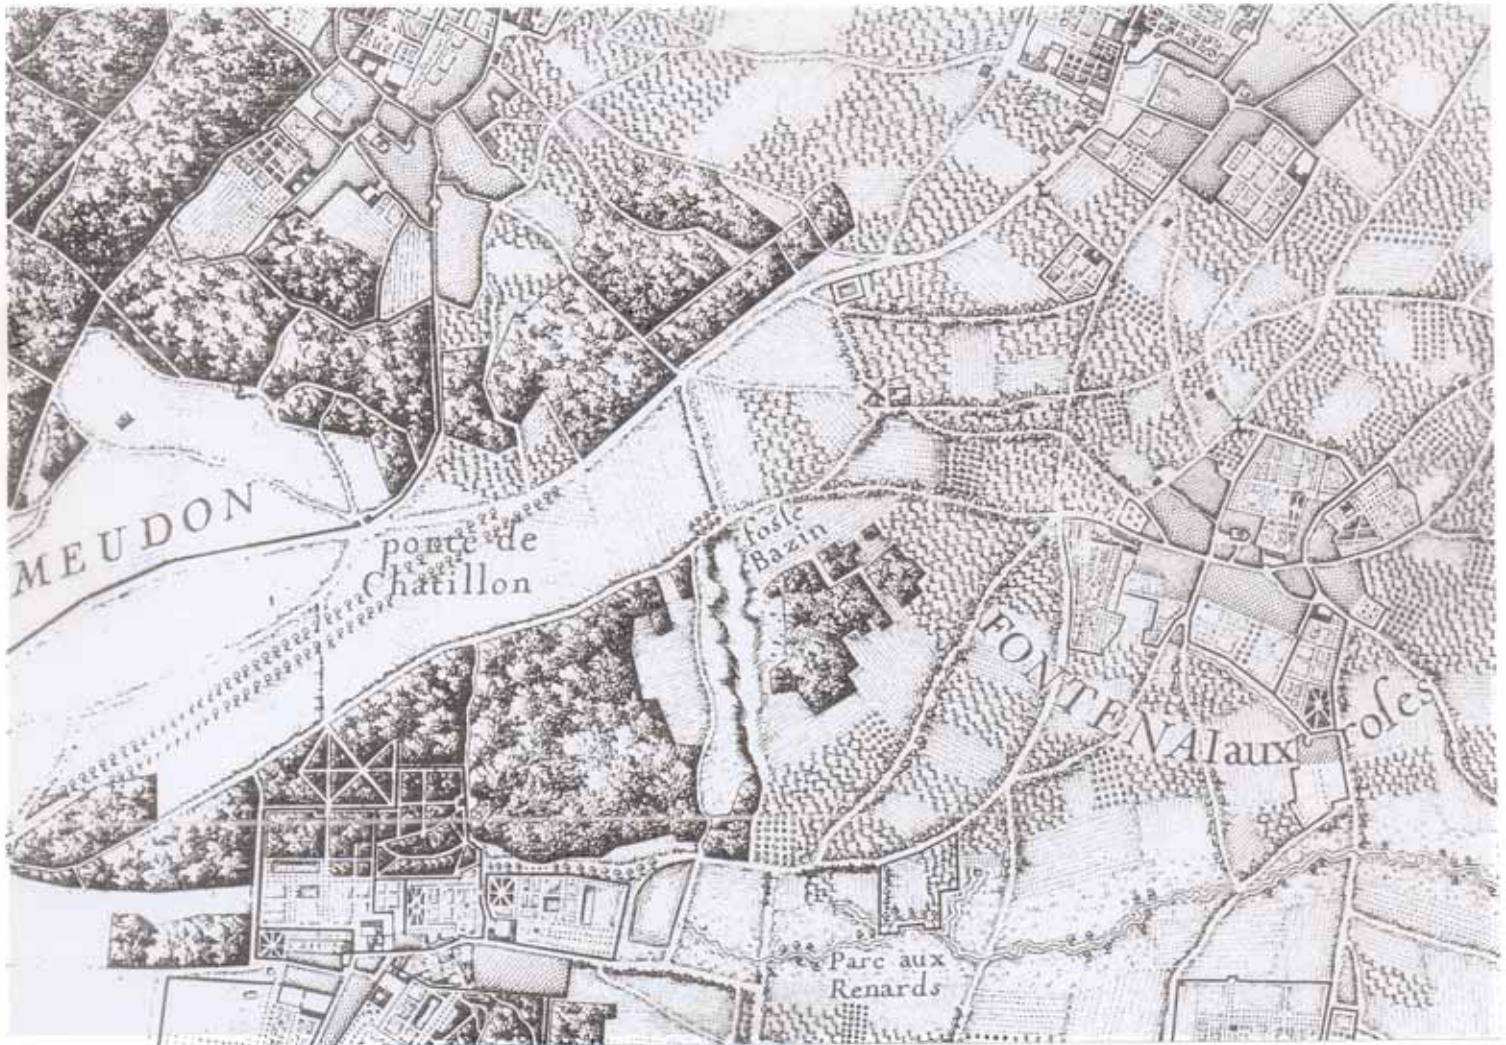 MEUDON
ponte de
Chatillon
fosse
Bazin
FONTENAI aux roses
Parc aux
Renards